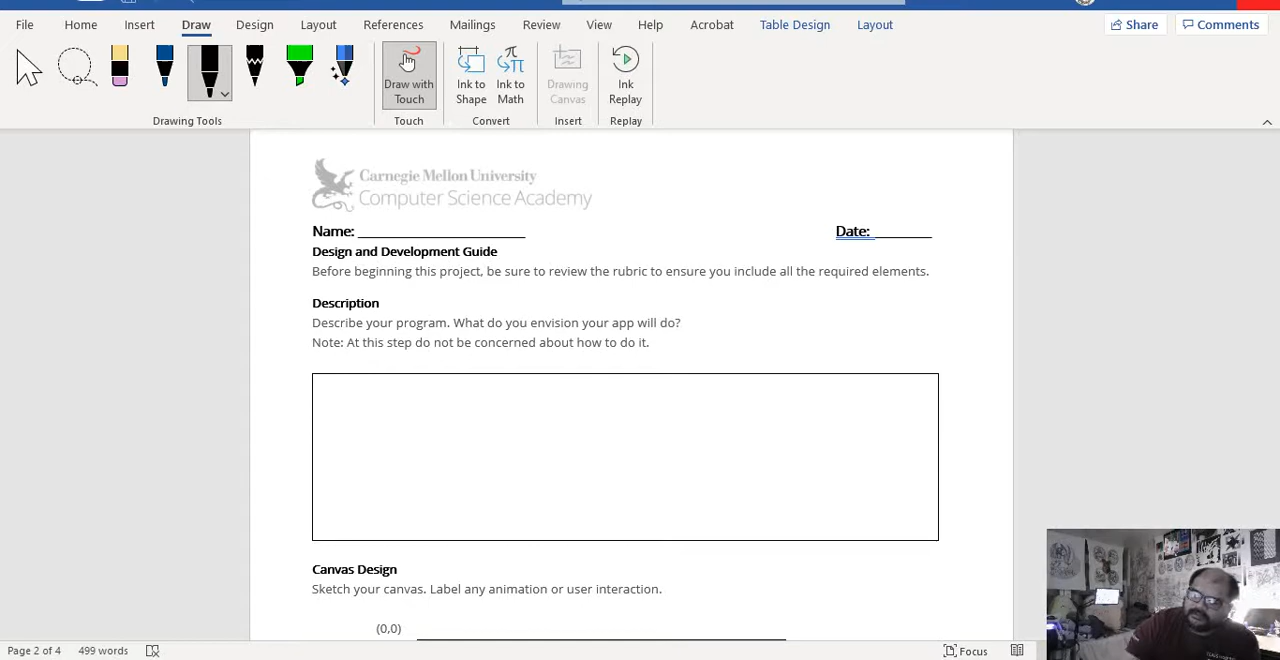 File Home Insert Draw Design Layout References Mailings Review View Help Acrobat Table Design Layout Share Comments
Draw with Touch
Ink to Shape
Ink to Math
Drawing Canvas
Ink Replay
Drawing Tools Touch Convert Insert Replay
Carnegie Mellon University
Computer Science Academy
Name: Date:
Design and Development Guide
Before beginning this project, be sure to review the rubric to ensure you include all the required elements.
Description
Describe your program. What do you envision your app will do?
Note: At this step do not be concerned about how to do it.
Canvas Design
Sketch your canvas. Label any animation or user interaction.
(0,0)
Page 2 of 4 499 words Focus